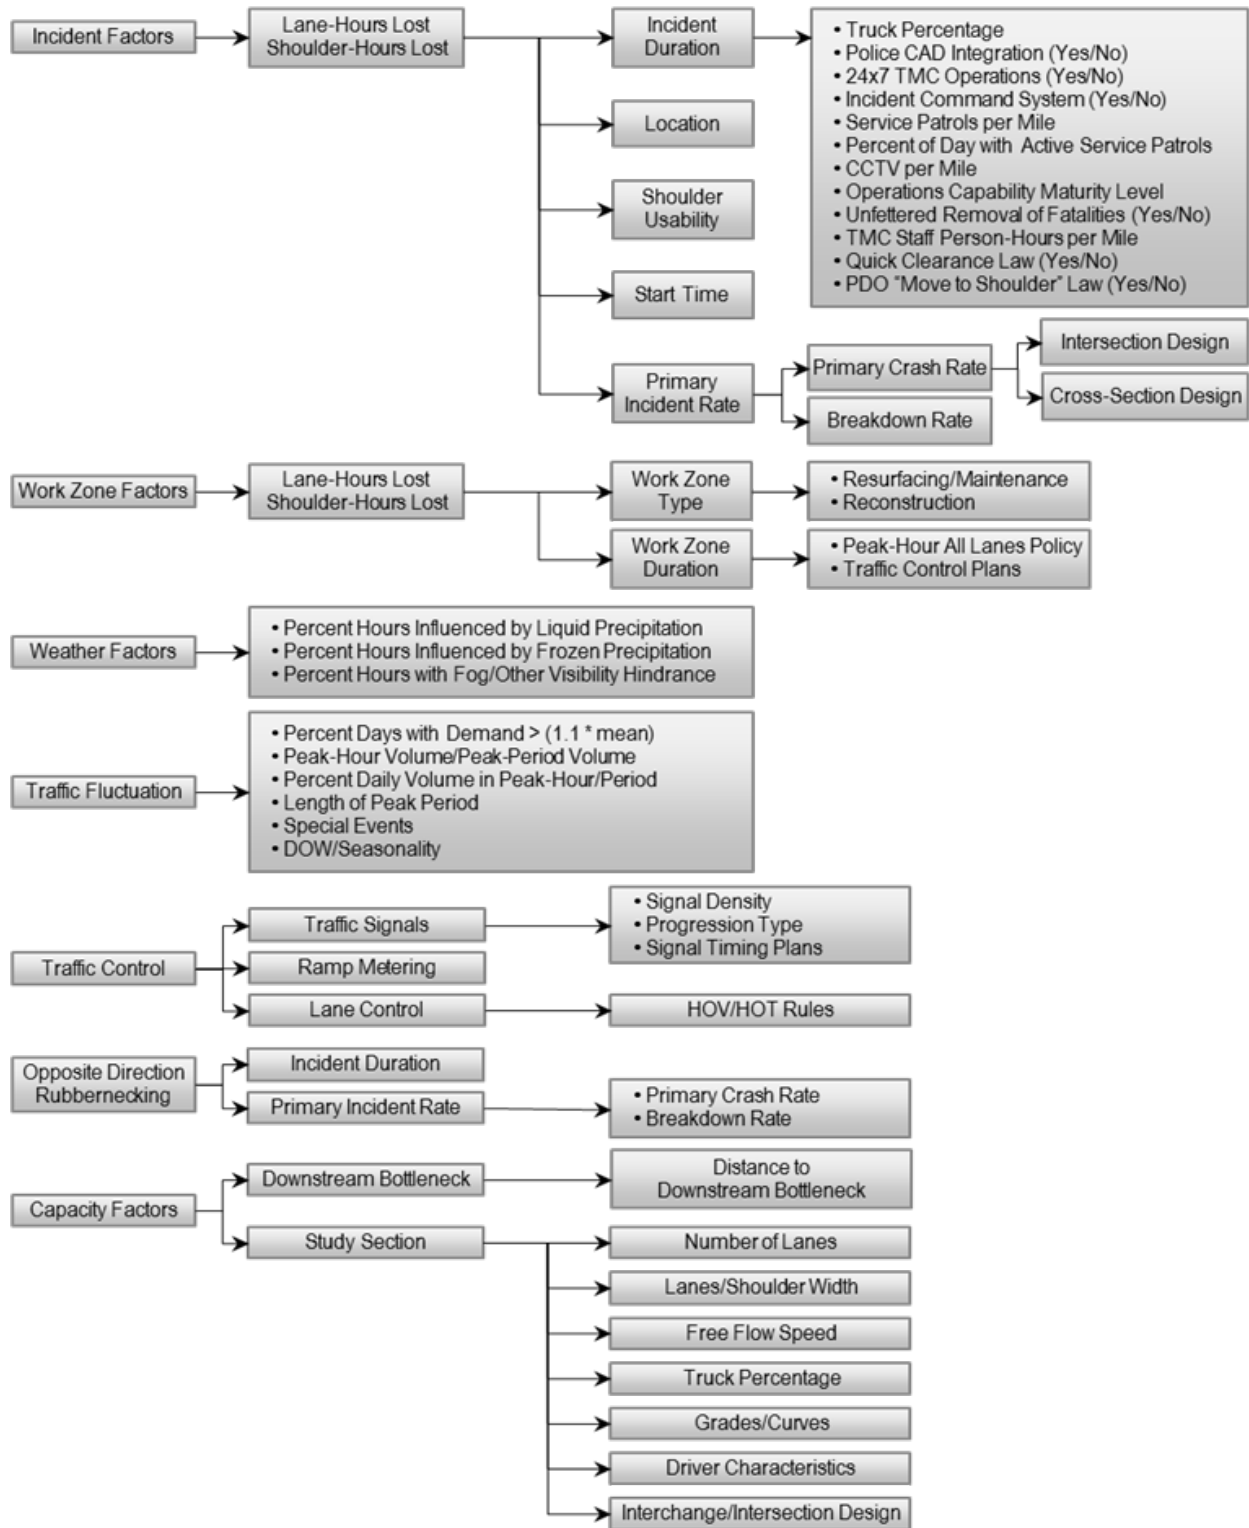 Incident Factors
Lane-Hours Lost
Shoulder-Hours Lost
Incident
Duration
• Truck Percentage
• Police CAD Integration (Yes/No)
• 24x7 TMC Operations (Yes/No)
• Incident Command System (Yes/No)
• Service Patrols per Mile
• Percent of Day with Active Service Patrols
• CCTV per Mile
• Operations Capability Maturity Level
• Unfettered Removal of Fatalities (Yes/No)
• TMC Staff Person-Hours per Mile
• Quick Clearance Law (Yes/No)
• PDO "Move to Shoulder" Law (Yes/No)
Location
Shoulder
Usability
Start Time
Primary
Incident Rate
Primary Crash Rate
Breakdown Rate
Intersection Design
Cross-Section Design
Work Zone Factors
Lane-Hours Lost
Shoulder-Hours Lost
Work Zone
Type
• Resurfacing/Maintenance
• Reconstruction
Work Zone
Duration
• Peak-Hour All Lanes Policy
• Traffic Control Plans
Weather Factors
• Percent Hours Influenced by Liquid Precipitation
• Percent Hours Influenced by Frozen Precipitation
• Percent Hours with Fog/Other Visibility Hindrance
Traffic Fluctuation
• Percent Days with Demand > (1.1 * mean)
• Peak-Hour Volume/Peak-Period Volume
• Percent Daily Volume in Peak-Hour/Period
• Length of Peak Period
• Special Events
• DOW/Seasonality
Traffic Control
Traffic Signals
• Signal Density
• Progression Type
• Signal Timing Plans
Ramp Metering
Lane Control
HOV/HOT Rules
Opposite Direction
Rubbernecking
Incident Duration
Primary Incident Rate
• Primary Crash Rate
• Breakdown Rate
Capacity Factors
Downstream Bottleneck
Distance to
Downstream Bottleneck
Study Section
Number of Lanes
Lanes/Shoulder Width
Free Flow Speed
Truck Percentage
Grades/Curves
Driver Characteristics
Interchange/Intersection Design